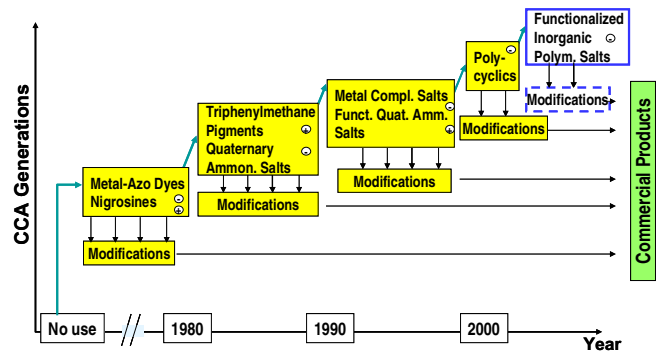 Functionalized
Inorganic -
Polym. Salts
Poly- -
cyclics
Modifications
Metal Compl. Salts
-
Funct. Quat. Amm.
Salts +
Modifications
Triphenylmethane
Pigments +
Quaternary -
Ammon. Salts
Modifications
Modifications
Metal-Azo Dyes -
Nigrosines +
Modifications
CCA Generations
Commercial Products
No use
1980
1990
2000
Year